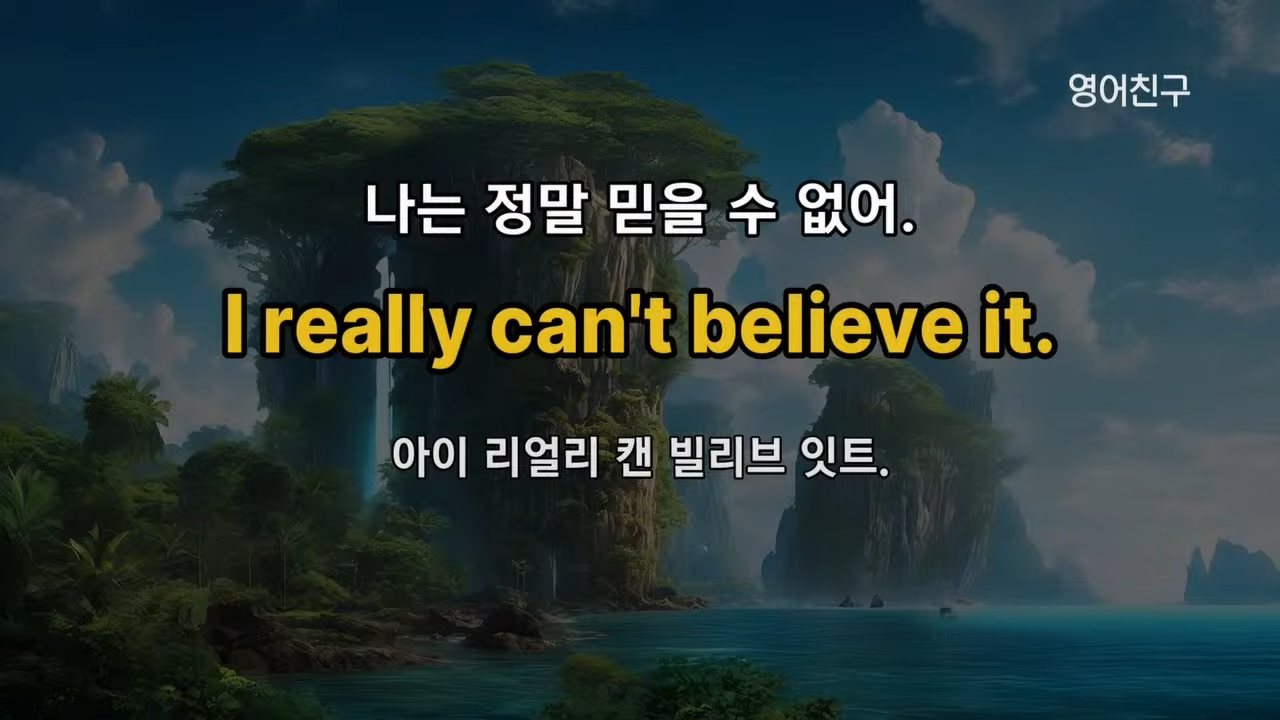 영어친구
나는 정말 믿을 수 없어.
I really can't believe it.
아이 리얼리 캔 빌리브 잇트.